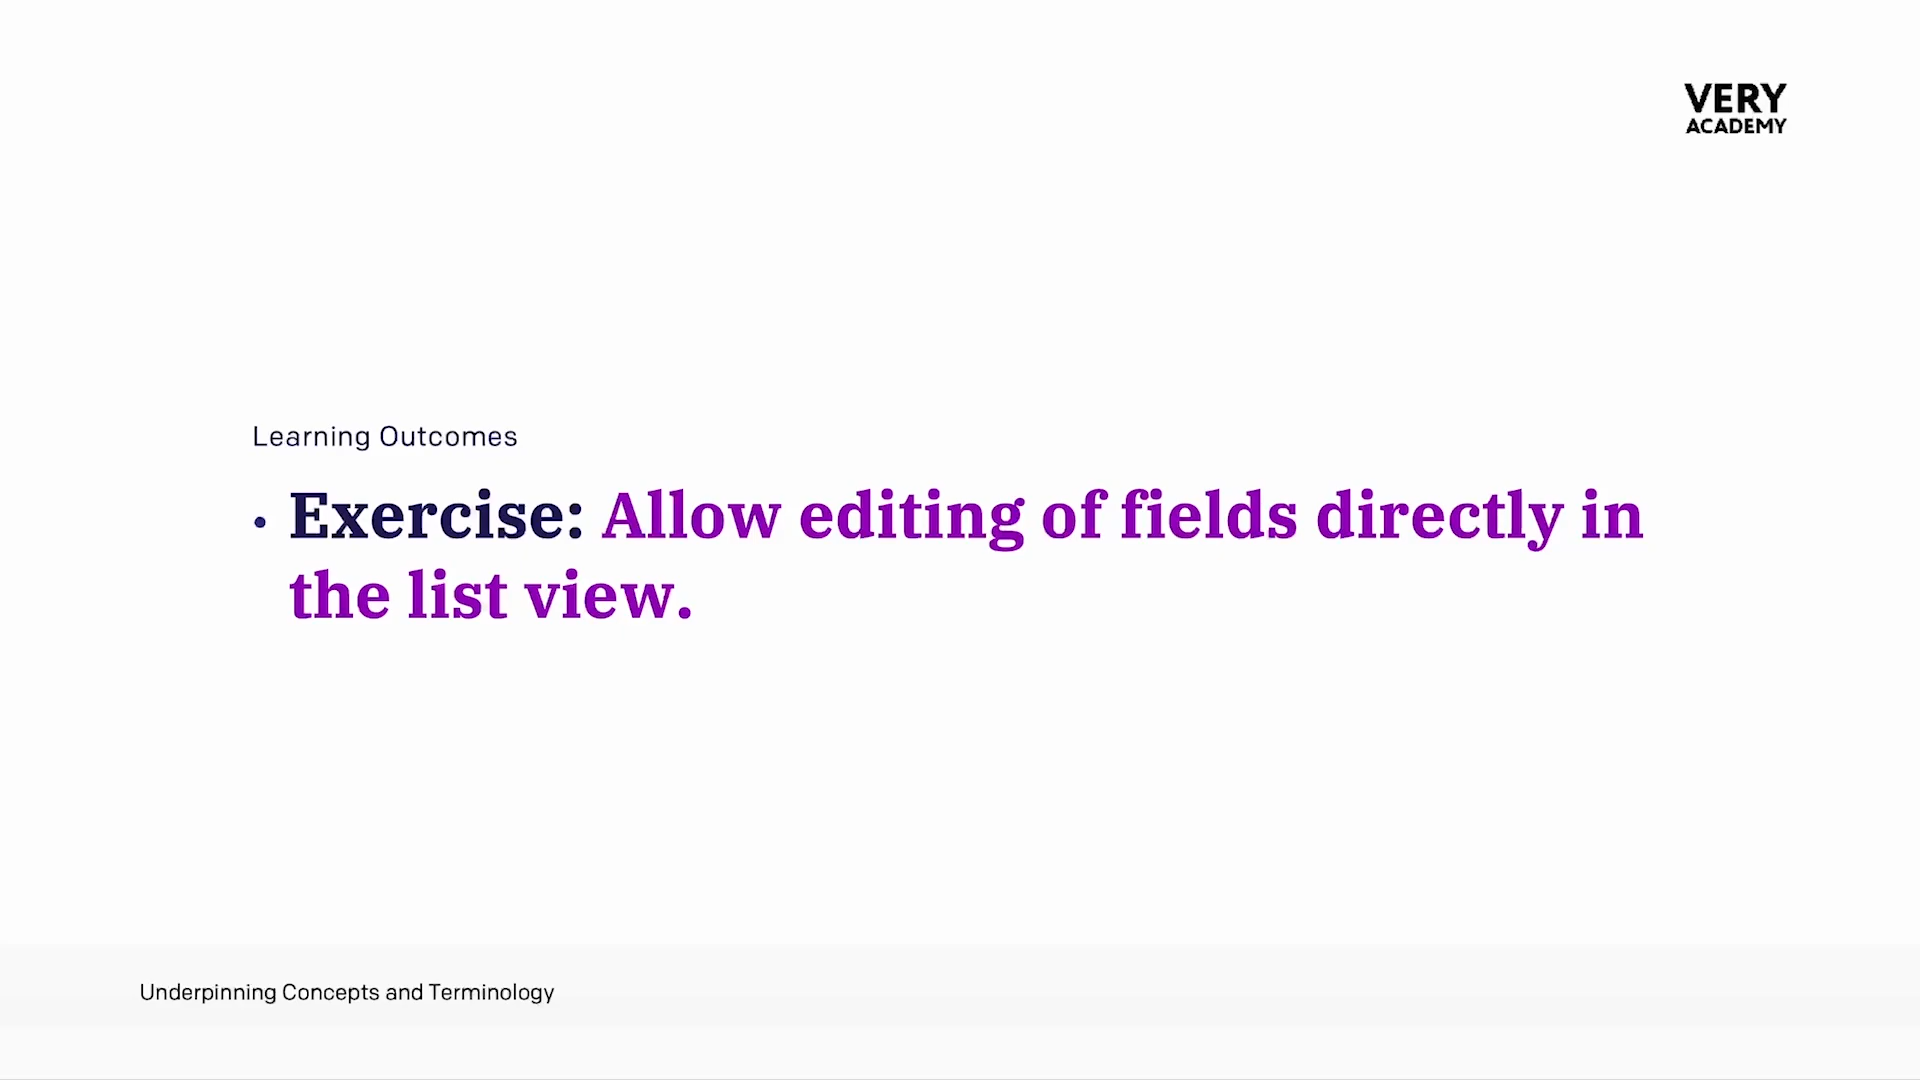 VERY
ACADEMY
Learning Outcomes
• Exercise: Allow editing of fields directly in
the list view.
Underpinning Concepts and Terminology